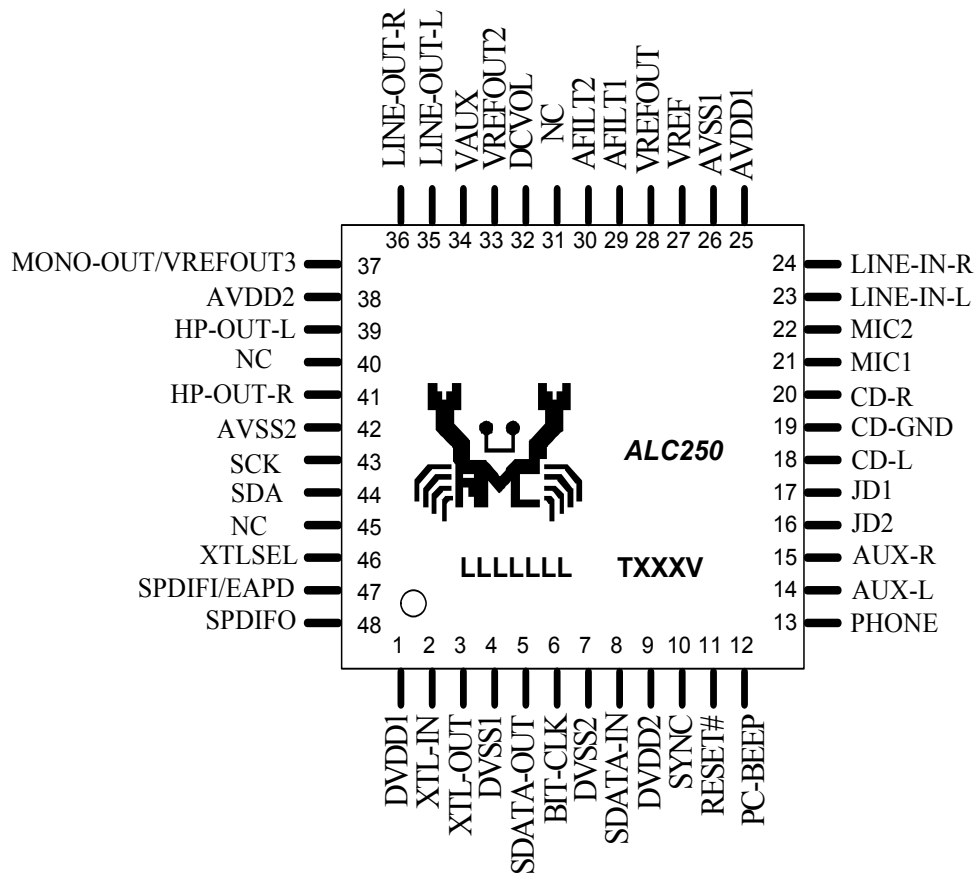 LINE-OUT-R
LINE-OUT-L
VAUX
VREFOUT2
DCVOL
NC
AFILT2
AFILT1
VREFOUT
VREF
AVSS1
AVDD1
36 35 34 33 32 31 30 29 28 27 26 25
MONO-OUT/VREFOUT3 37
AVDD2 38
HP-OUT-L 39
NC 40
HP-OUT-R 41
AVSS2 42
SCK 43
SDA 44
NC 45
XTLSEL 46
SPDIFI/EAPD 47
SPDIFO 48
24 LINE-IN-R
23 LINE-IN-L
22 MIC2
21 MIC1
20 CD-R
19 CD-GND
18 CD-L
17 JD1
16 JD2
15 AUX-R
14 AUX-L
13 PHONE
ALC250
LLLLLLL TXXXV
1 2 3 4 5 6 7 8 9 10 11 12
DVDD1
XTL-IN
XTL-OUT
DVSS1
SDATA-OUT
BIT-CLK
DVSS2
SDATA-IN
DVDD2
SYNC
RESET#
PC-BEEP